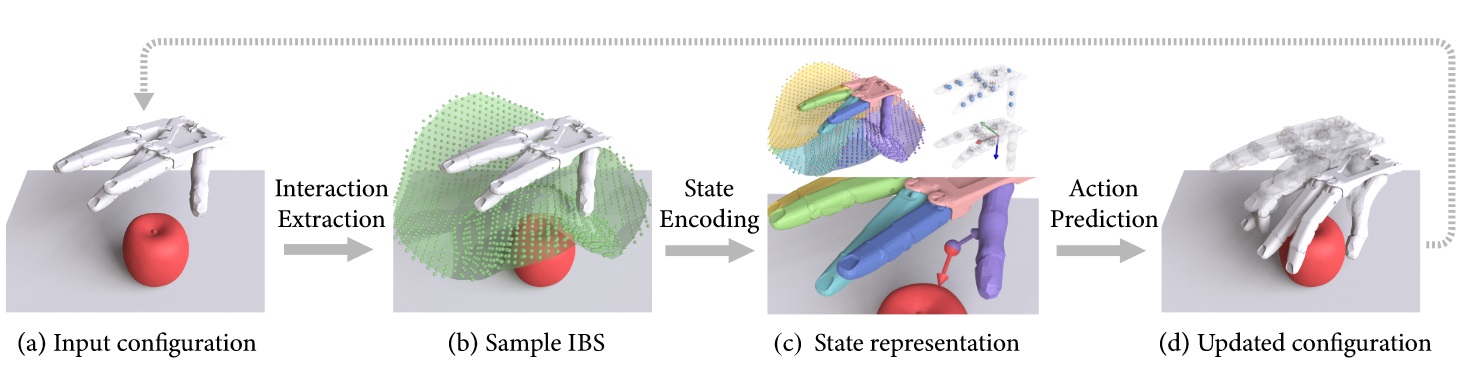 Interaction
Extraction
State
Encoding
Action
Prediction
(a) Input configuration
(b) Sample IBS
(c) State representation
(d) Updated configuration